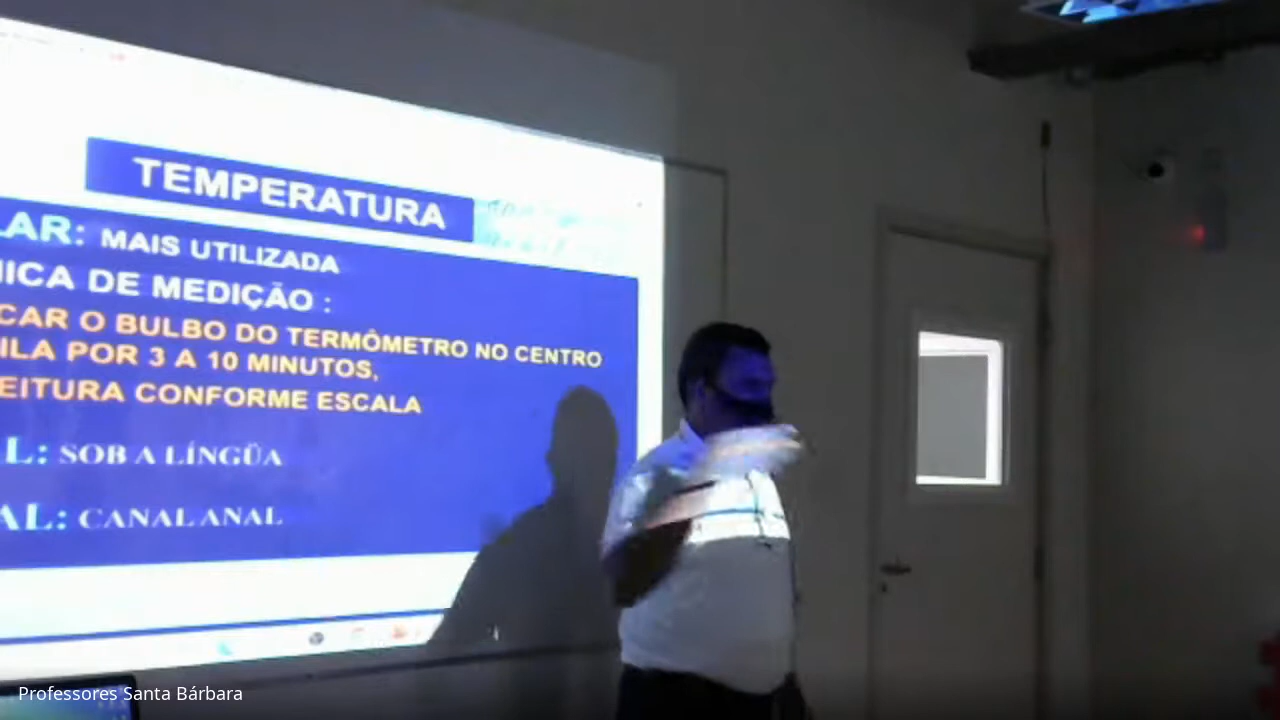 TEMPERATURA
LAR: MAIS UTILIZADA
NICA DE MEDIÇÃO :
CAR O BULBO DO TERMÔMETRO NO CENTRO
ILA POR 3 A 10 MINUTOS,
EITURA CONFORME ESCALA
L: SOB A LÍNGÜA
AL: CANAL ANAL
Professores Santa Bárbara